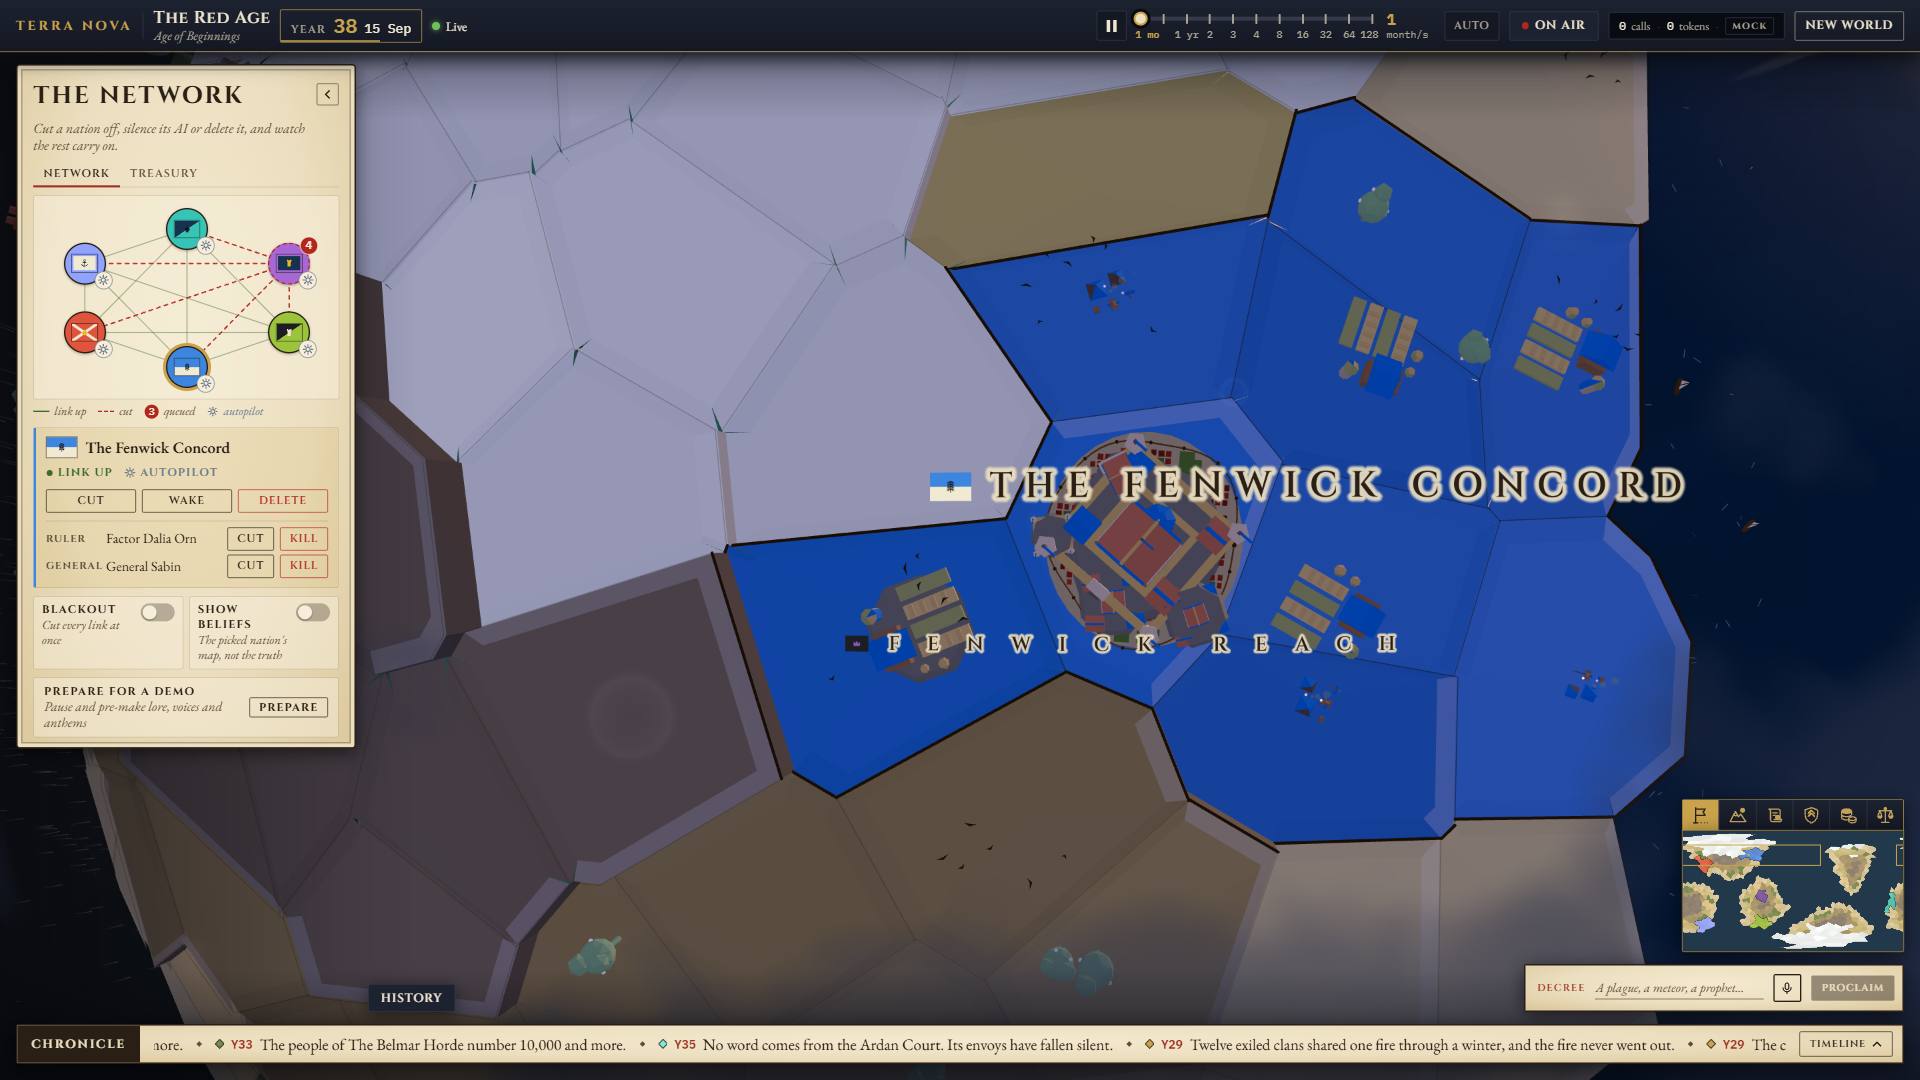 TERRA NOVA
THE RED AGE
Age of Beginnings
YEAR 38 15 Sep
Live
1 mo 1 yr 2 3 4 8 16 32 64 128
1 month/s
AUTO
ON AIR
0 calls · 0 tokens · MOCK
NEW WORLD
THE NETWORK
Cut a nation off, silence its AI or delete it, and watch
the rest carry on.
NETWORK TREASURY
4
link up cut 3 queued autopilot
The Fenwick Concord
LINK UP AUTOPILOT
CUT WAKE DELETE
RULER Factor Dalia Orn CUT KILL
GENERAL General Sabin CUT KILL
BLACKOUT
Cut every link at
once
SHOW
BELIEFS
The picked nation's
map, not the truth
PREPARE FOR A DEMO
Pause and pre-make lore, voices and
anthems
PREPARE
THE FENWICK CONCORD
FENWICK REACH
HISTORY
DECREE A plague, a meteor, a prophet... PROCLAIM
CHRONICLE
more. Y33 The people of The Belmar Horde number 10,000 and more. Y35 No word comes from the Ardan Court. Its envoys have fallen silent. Y29 Twelve exiled clans shared one fire through a winter, and the fire never went out. Y29 The c
TIMELINE